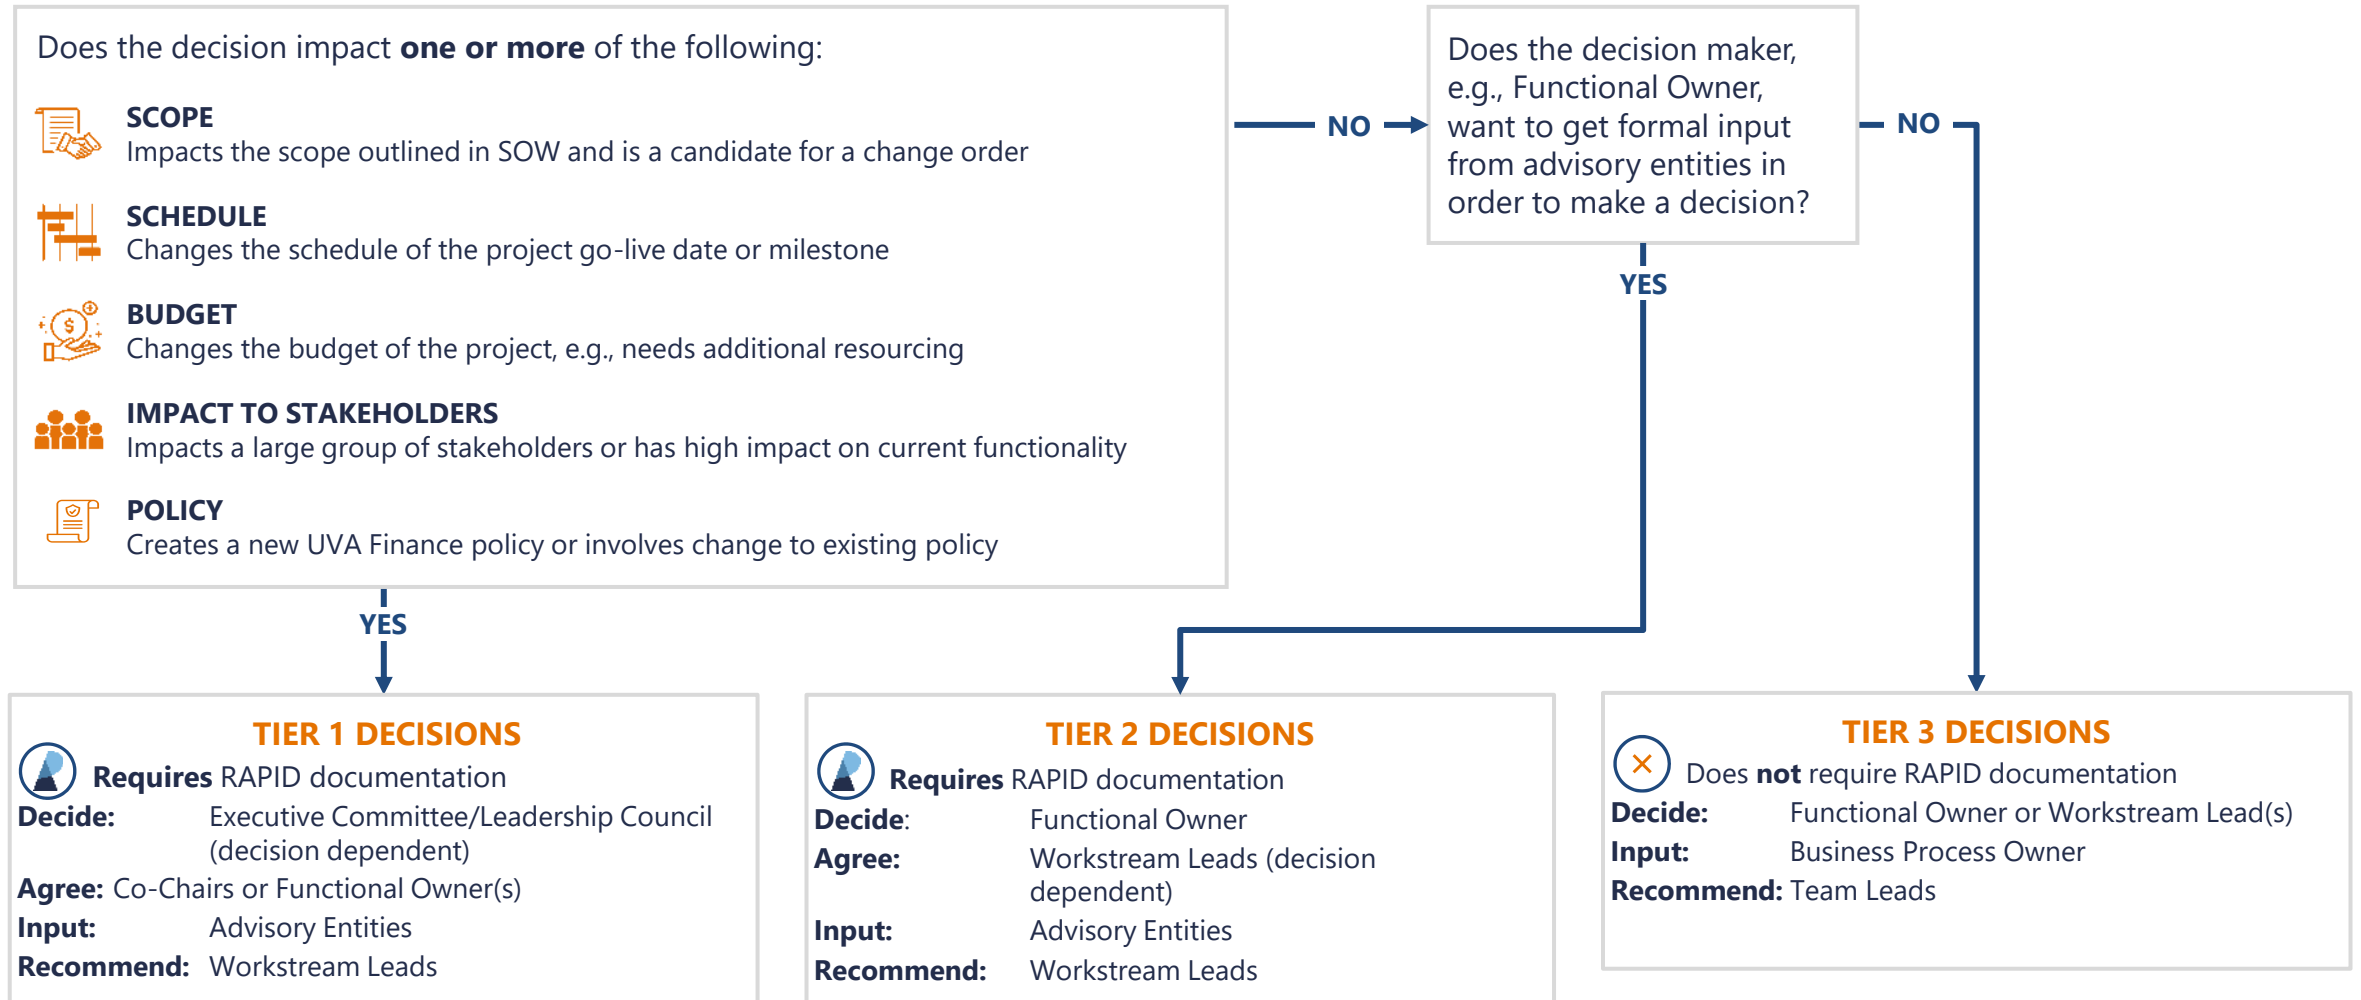 Does the decision impact one or more of the following:
SCOPE
Impacts the scope outlined in SOW and is a candidate for a change order
SCHEDULE
Changes the schedule of the project go-live date or milestone
BUDGET
Changes the budget of the project, e.g., needs additional resourcing
IMPACT TO STAKEHOLDERS
Impacts a large group of stakeholders or has high impact on current functionality
POLICY
Creates a new UVA Finance policy or involves change to existing policy
NO
Does the decision maker,
e.g., Functional Owner,
want to get formal input
from advisory entities in
order to make a decision?
NO
YES
YES
TIER 1 DECISIONS
Requires RAPID documentation
Decide: Executive Committee/Leadership Council
(decision dependent)
Agree: Co-Chairs or Functional Owner(s)
Input: Advisory Entities
Recommend: Workstream Leads
TIER 2 DECISIONS
Requires RAPID documentation
Decide: Functional Owner
Agree: Workstream Leads (decision
dependent)
Input: Advisory Entities
Recommend: Workstream Leads
TIER 3 DECISIONS
Does not require RAPID documentation
Decide: Functional Owner or Workstream Lead(s)
Input: Business Process Owner
Recommend: Team Leads